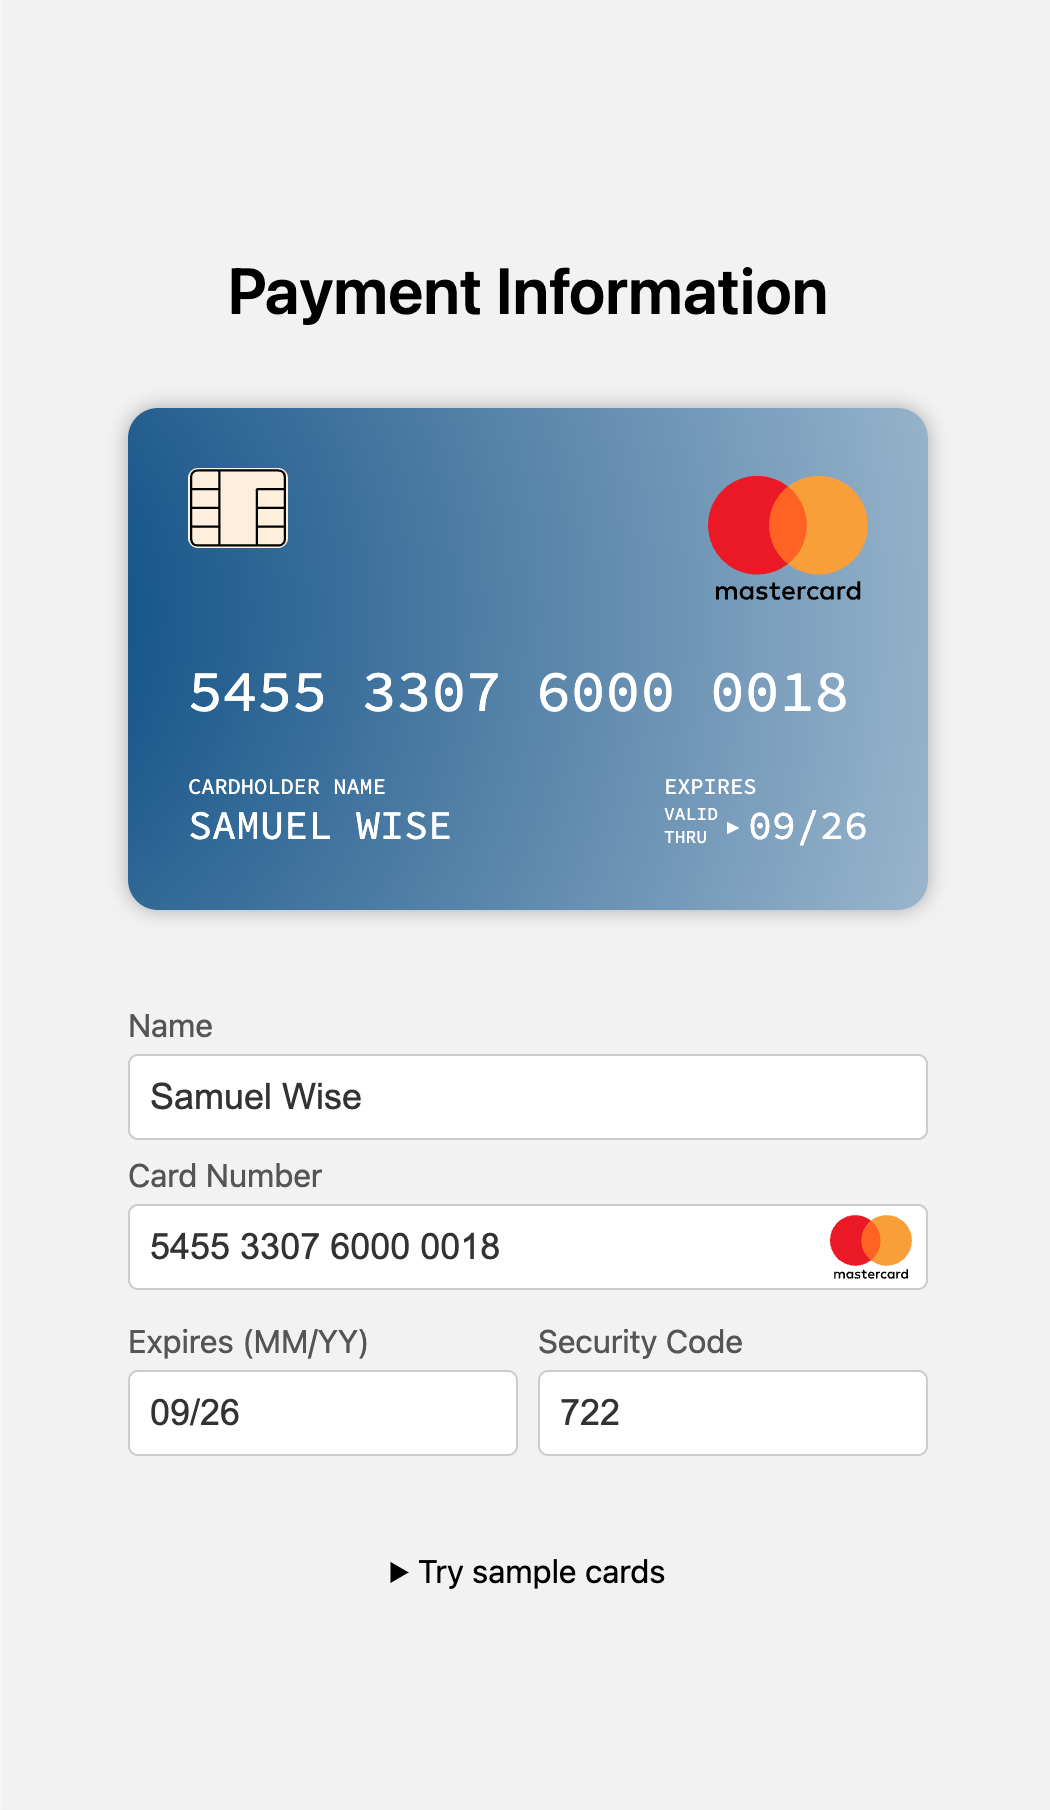 Payment Information
mastercard
5455 3307 6000 0018
CARDHOLDER NAME
SAMUEL WISE
EXPIRES
VALID
THRU
▸ 09/26
Name
Samuel Wise
Card Number
5455 3307 6000 0018
mastercard
Expires (MM/YY)
09/26
Security Code
722
▶ Try sample cards